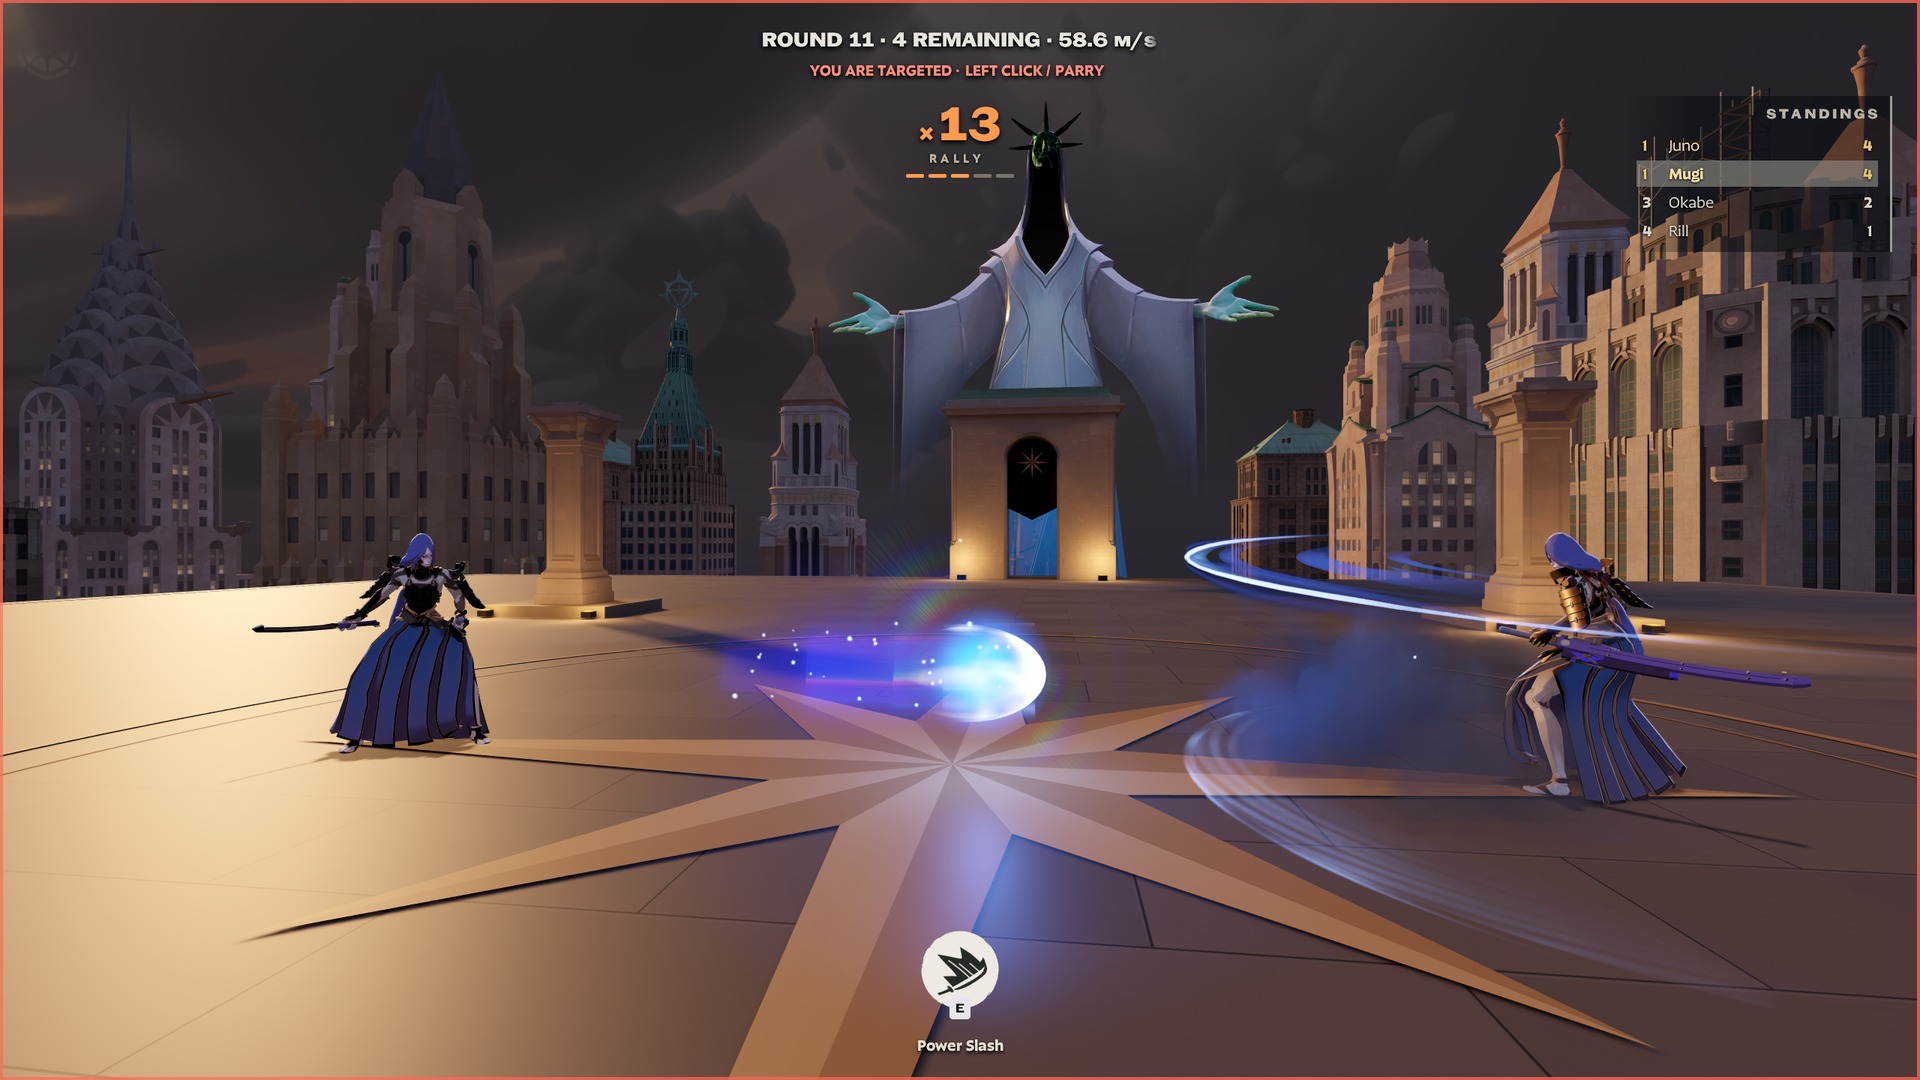 ROUND 11 · 4 REMAINING · 58.6 M/S
YOU ARE TARGETED · LEFT CLICK / PARRY
×13
RALLY
STANDINGS
1 Juno 4
1 Mugi 4
3 Okabe 2
4 Rill 1
E
Power Slash